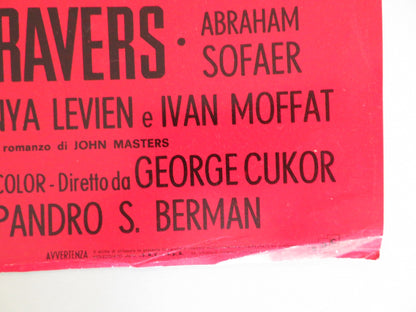 RAVERS · ABRAHAM
SOFAER
NYA LEVIEN e IVAN MOFFAT
romanzo di JOHN MASTERS
COLOR - Diretto da GEORGE CUKOR
PANDRO S. BERMAN
AVVERTENZA